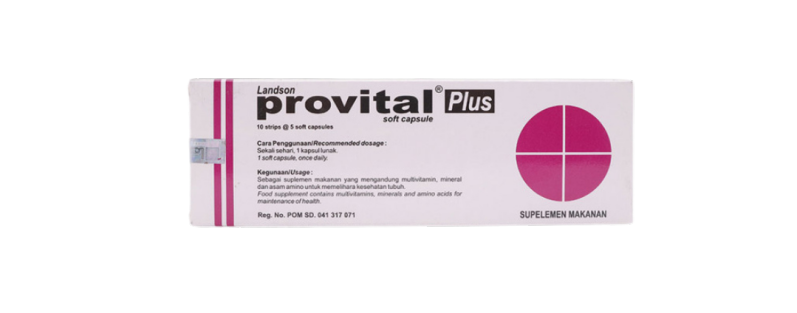 Landson
provital® Plus
soft capsule
10 strips @ 5 soft capsules
Cara Penggunaan/Recommended dosage :
Sekali sehari, 1 kapsul lunak.
1 soft capsule, once daily.
Kegunaan/Usage :
Sebagai suplemen makanan yang mengandung multivitamin, mineral
dan asam amino untuk memelihara kesehatan tubuh.
Food supplement contains multivitamins, minerals and amino acids for
maintenance of health.
Reg. No. POM SD. 041 317 071
SUPELEMEN MAKANAN